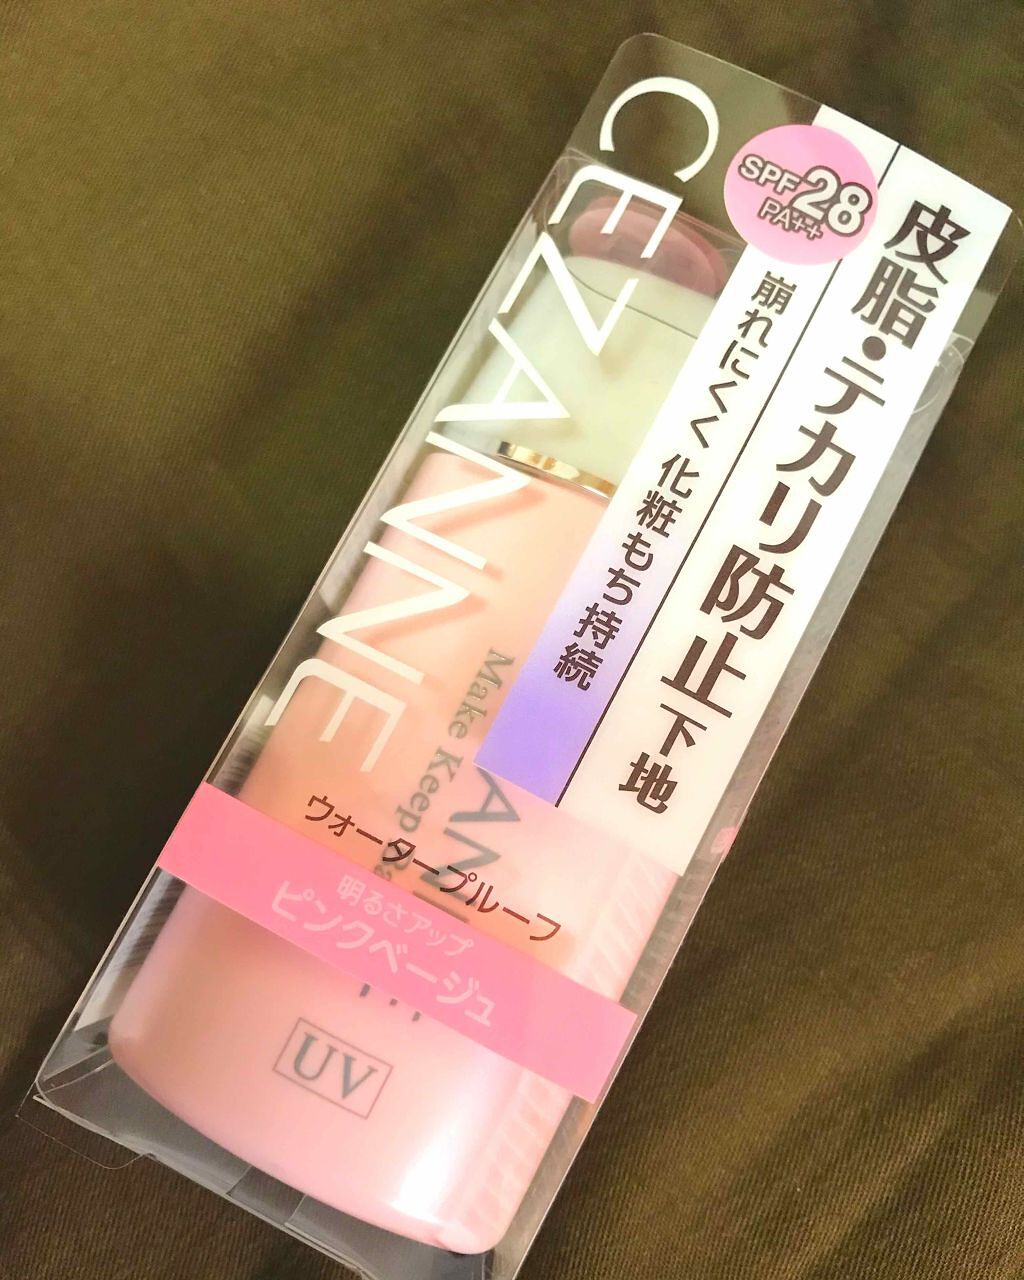 CEZANNE
SPF28
PA++
皮脂・テカリ防止下地
崩れにくく 化粧もち持続
Make Keep
ウォータープルーフ
明るさアップ
ピンクベージュ
UV